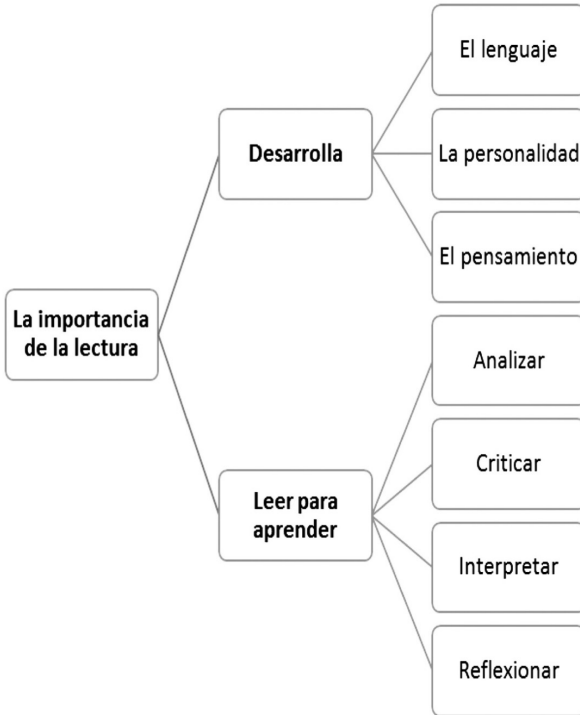 La importancia
de la lectura
Desarrolla
El lenguaje
La personalidad
El pensamiento
Leer para
aprender
Analizar
Criticar
Interpretar
Reflexionar